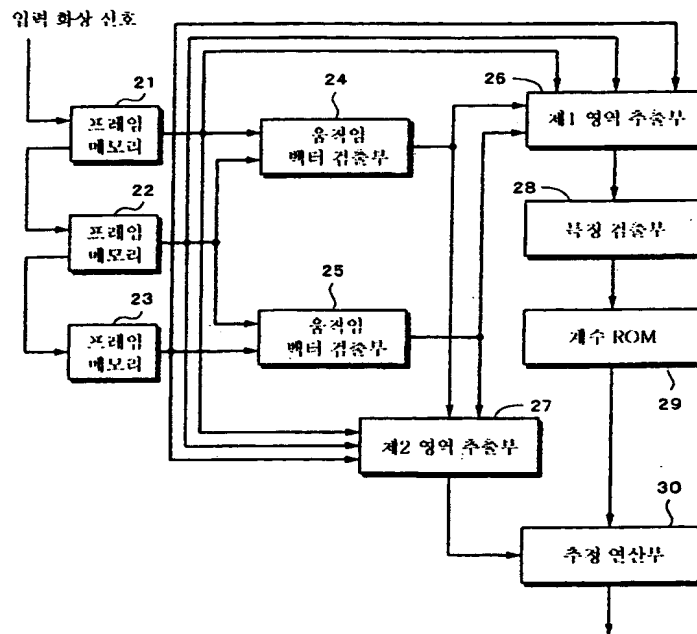 입력 화상 신호
21
프레임
메모리
22
프레임
메모리
23
프레임
메모리
24
움직임
벡터 검출부
25
움직임
벡터 검출부
26
제1 영역 추출부
28
특징 검출부
계수 ROM
29
27
제2 영역 추출부
30
추정 연산부